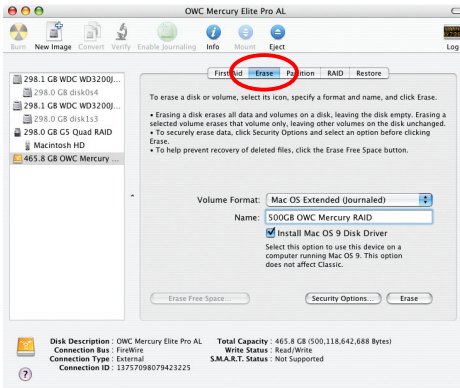 OWC Mercury Elite Pro AL
Burn New Image Convert Verify Enable Journaling Info Mount Eject Log
298.1 GB WDC WD3200J...
298.0 GB disk0s4
298.1 GB WDC WD3200J...
298.0 GB disk1s3
298.0 GB G5 Quad RAID
Macintosh HD
465.8 GB OWC Mercury ...
First Aid Erase Partition RAID Restore
To erase a disk or volume, select its icon, specify a format and name, and click Erase.
• Erasing a disk erases all data and volumes on a disk, leaving the disk empty. Erasing a
selected volume erases that volume only, leaving other volumes on the disk unchanged.
• To securely erase data, click Security Options and select an option before clicking
Erase.
• To help prevent recovery of deleted files, click the Erase Free Space button.
Volume Format: Mac OS Extended (Journaled)
Name: 500GB OWC Mercury RAID
Install Mac OS 9 Disk Driver
Select this option to use this device on a
computer running Mac OS 9. This option
does not affect Classic.
Erase Free Space... Security Options... Erase
Disk Description : OWC Mercury Elite Pro AL Total Capacity : 465.8 GB (500,118,642,688 Bytes)
Connection Bus : FireWire Write Status : Read/Write
Connection Type : External S.M.A.R.T. Status : Not Supported
Connection ID : 13757098079423225
?